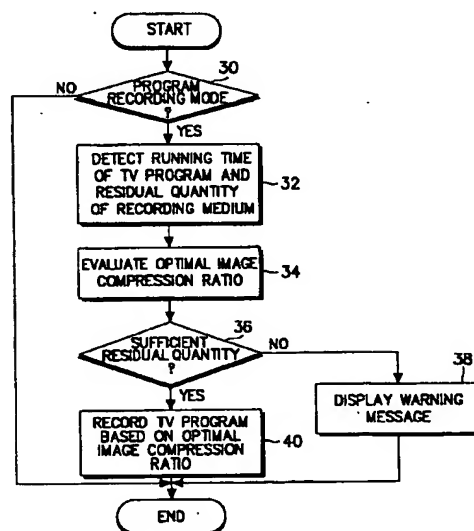 START
30
NO
PROGRAM
RECORDING MODE
?
YES
DETECT RUNNING TIME
OF TV PROGRAM AND
RESIDUAL QUANTITY
OF RECORDING MEDIUM
32
EVALUATE OPTIMAL IMAGE
COMPRESSION RATIO
34
36
SUFFICIENT
RESIDUAL QUANTITY
?
NO
38
YES
DISPLAY WARNING
MESSAGE
RECORD TV PROGRAM
BASED ON OPTIMAL
IMAGE COMPRESSION
RATIO
40
END